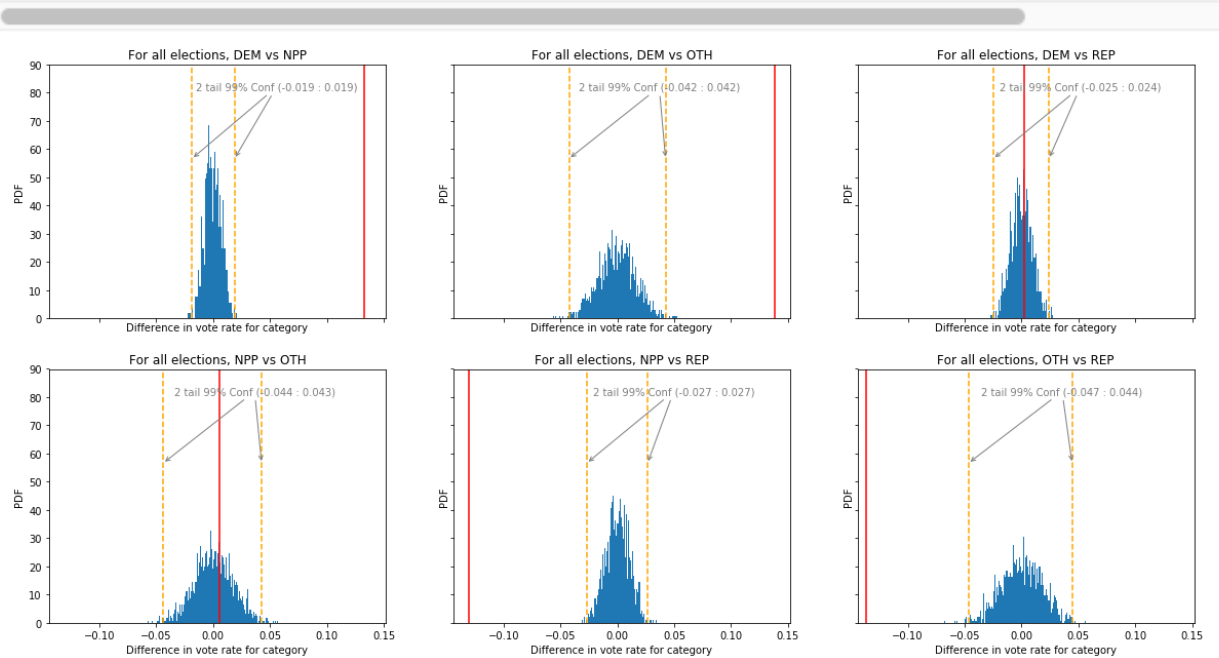 For all elections, DEM vs NPP
For all elections, DEM vs OTH
For all elections, DEM vs REP
90
80
70
60
50
40
30
20
10
0
PDF
2 tail 99% Conf (-0.019 : 0.019)
Difference in vote rate for category
PDF
2 tail 99% Conf (-0.042 : 0.042)
Difference in vote rate for category
PDF
2 tail 99% Conf (-0.025 : 0.024)
Difference in vote rate for category
For all elections, NPP vs OTH
For all elections, NPP vs REP
For all elections, OTH vs REP
90
80
70
60
50
40
30
20
10
0
PDF
2 tail 99% Conf (-0.044 : 0.043)
−0.10 −0.05 0.00 0.05 0.10 0.15
Difference in vote rate for category
PDF
2 tail 99% Conf (-0.027 : 0.027)
−0.10 −0.05 0.00 0.05 0.10 0.15
Difference in vote rate for category
PDF
2 tail 99% Conf (-0.047 : 0.044)
−0.10 −0.05 0.00 0.05 0.10 0.15
Difference in vote rate for category